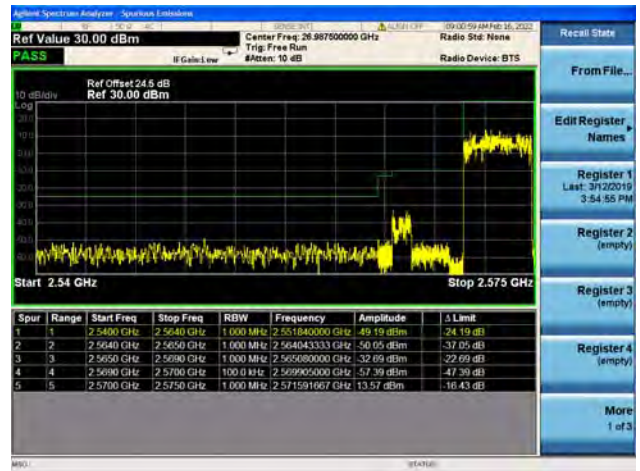 Agilent Spectrum Analyzer - Spurious Emissions
RF 50 Ω AC SENSE:INT ALIGN OFF 09:00:59 AM Feb 16, 2022
Ref Value 30.00 dBm Center Freq: 26.987500000 GHz Radio Std: None
Trig: Free Run
PASS IFGain:Low #Atten: 10 dB Radio Device: BTS
Ref Offset 24.5 dB
10 dB/div Ref 30.00 dBm
Log
20.0
10.0
Start 2.54 GHz Stop 2.575 GHz
Spur Range Start Freq Stop Freq RBW Frequency Amplitude Δ Limit
1 1 2.5400 GHz 2.5640 GHz 1.000 MHz 2.551840000 GHz -49.19 dBm -24.19 dB
2 2 2.5640 GHz 2.5650 GHz 1.000 MHz 2.564043333 GHz -50.05 dBm -37.05 dB
3 3 2.5650 GHz 2.5690 GHz 1.000 MHz 2.565080000 GHz -32.69 dBm -22.69 dB
4 4 2.5690 GHz 2.5700 GHz 100.0 kHz 2.569905000 GHz -57.39 dBm -47.39 dB
5 5 2.5700 GHz 2.5750 GHz 1.000 MHz 2.571591667 GHz 13.57 dBm -16.43 dB
MSG STATUS
Recall State
From File...
Edit Register
Names
Register 1
Last: 3/12/2019
3:54:55 PM
Register 2
(empty)
Register 3
(empty)
Register 4
(empty)
More
1 of 3